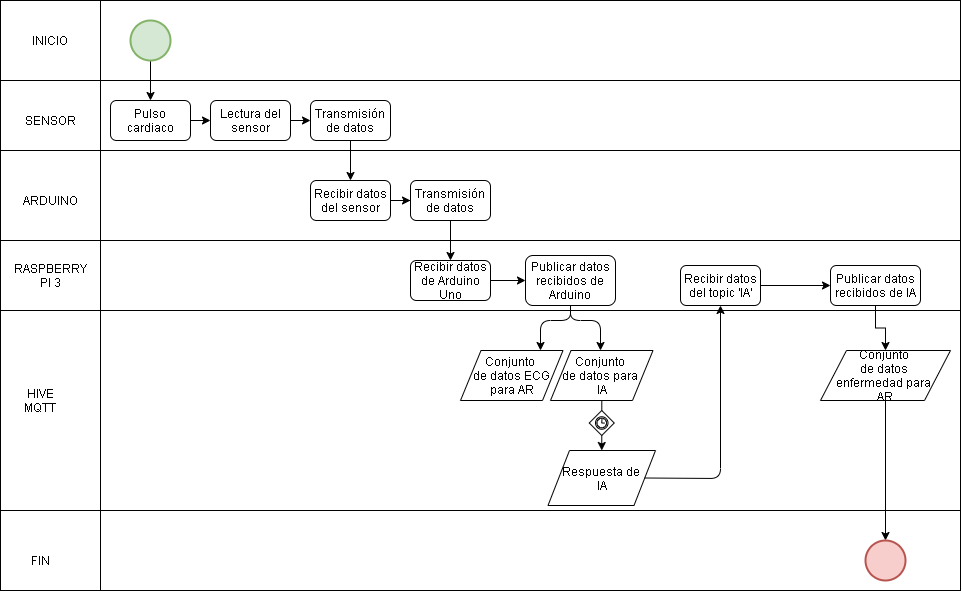 INICIO
SENSOR
Pulso
cardiaco
Lectura del
sensor
Transmisión
de datos
ARDUINO
Recibir datos
del sensor
Transmisión
de datos
RASPBERRY
PI 3
Recibir datos
de Arduino
Uno
Publicar datos
recibidos de
Arduino
Recibir datos
del topic 'IA'
Publicar datos
recibidos de IA
HIVE
MQTT
Conjunto
de datos ECG
para AR
Conjunto
de datos para
IA
Respuesta de
IA
Conjunto
de datos
enfermedad para
AR
FIN